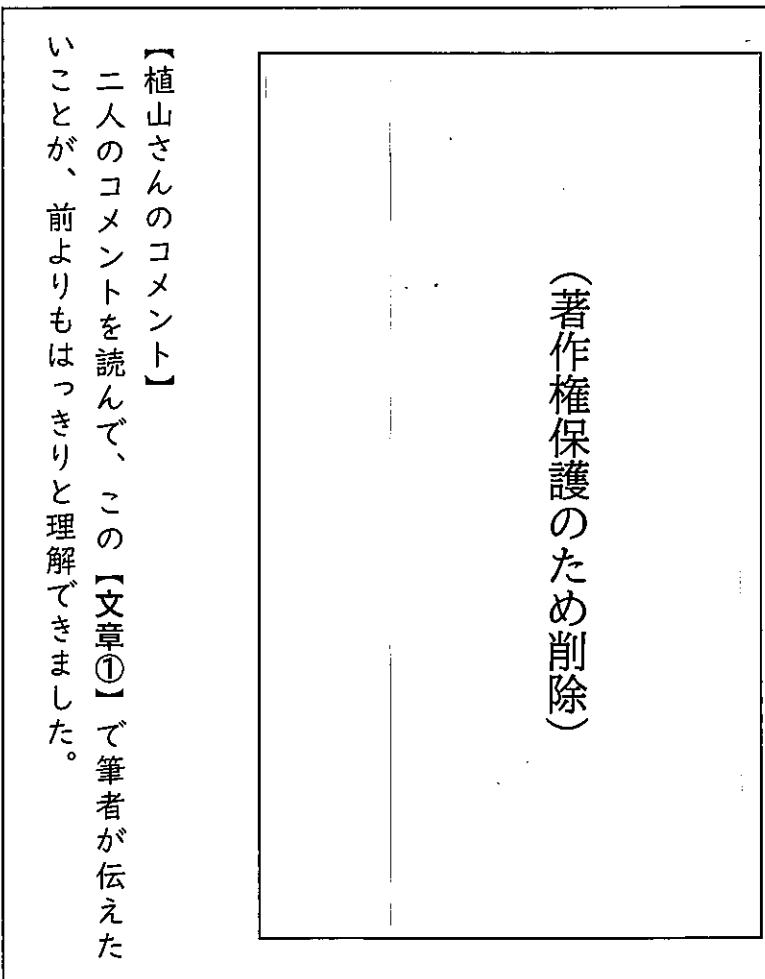 （著作権保護のため削除）
【植山さんのコメント】
二人のコメントを読んで、この【文章①】で筆者が伝えた
いことが、前よりもはっきりと理解できました。